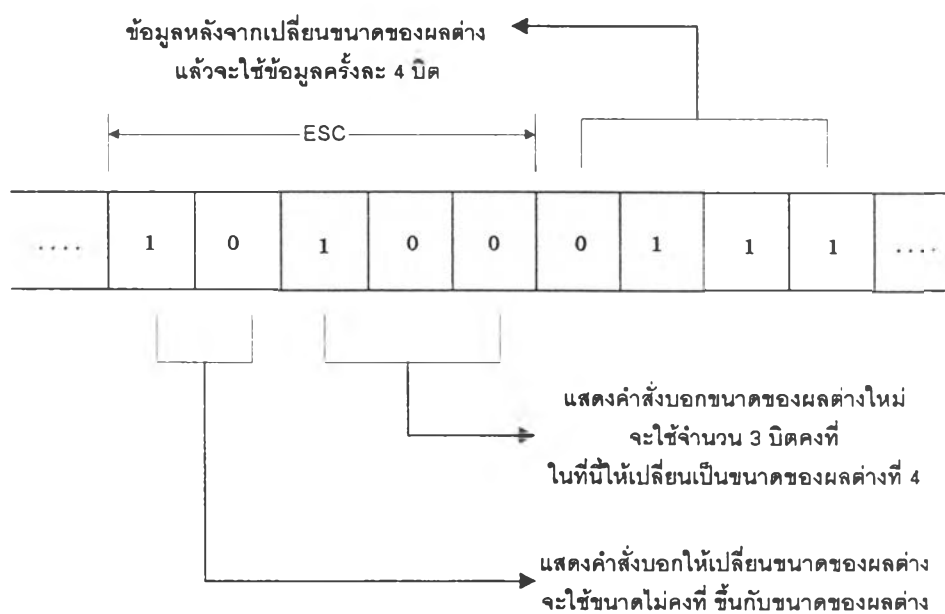 ข้อมูลหลังจากเปลี่ยนขนาดของผลต่าง
แล้วจะใช้ข้อมูลครั้งละ 4 บิต
ESC
.... 1 0 1 0 0 0 1 1 1 ....
แสดงคำสั่งบอกขนาดของผลต่างใหม่
จะใช้จำนวน 3 บิตคงที่
ในที่นี้ให้เปลี่ยนเป็นขนาดของผลต่างที่ 4
แสดงคำสั่งบอกให้เปลี่ยนขนาดของผลต่าง
จะใช้ขนาดไม่คงที่ ขึ้นกับขนาดของผลต่าง